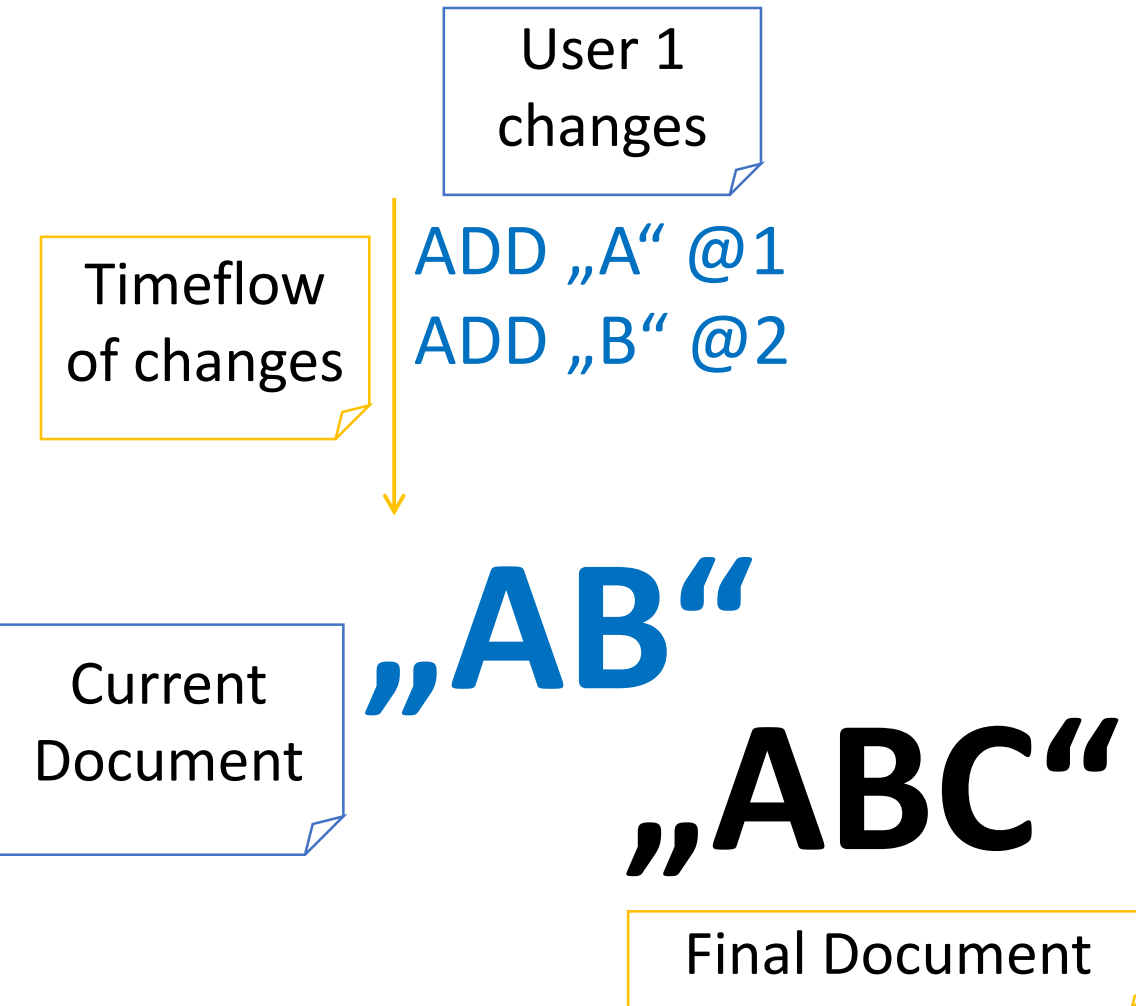 User 1
changes
Timeflow
of changes
ADD „A“ @1
ADD „B“ @2
„AB“
Current
Document
„ABC“
Final Document